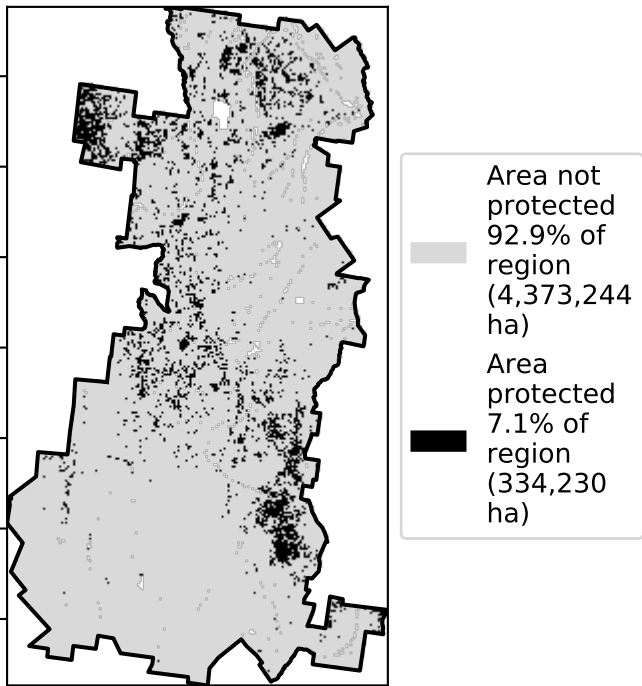 Area not
protected
92.9% of
region
(4,373,244
ha)
Area
protected
7.1% of
region
(334,230
ha)